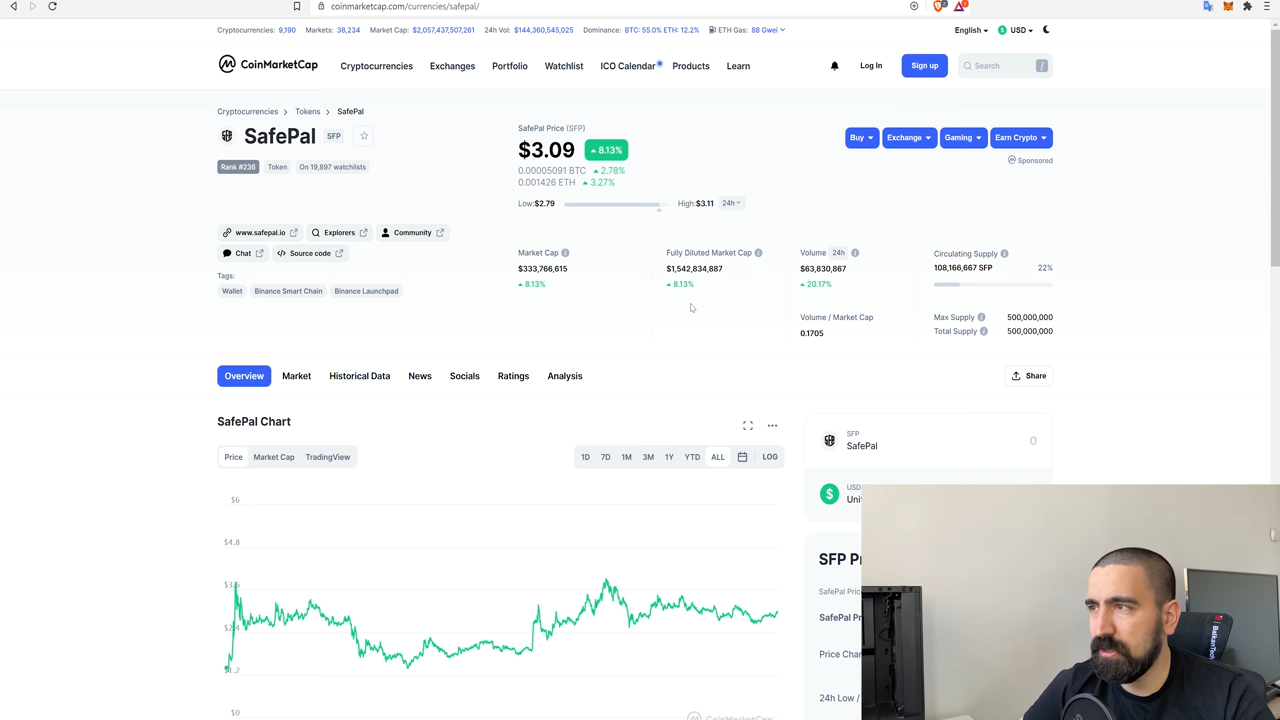 coinmarketcap.com/currencies/safepal/
Cryptocurrencies: 9,190 Markets: 38,234 Market Cap: $2,057,437,507,261 24h Vol: $144,360,545,025 Dominance: BTC: 55.0% ETH: 12.2% ETH Gas: 88 Gwei English USD
CoinMarketCap Cryptocurrencies Exchanges Portfolio Watchlist ICO Calendar Products Learn Log In Sign up Search /
Cryptocurrencies > Tokens > SafePal
SafePal SFP
Rank #236 Token On 19,897 watchlists
SafePal Price (SFP)
$3.09 8.13%
0.00005091 BTC 2.78%
0.001426 ETH 3.27%
Low:$2.79 High:$3.11 24h
Buy Exchange Gaming Earn Crypto
Sponsored
www.safepal.io Explorers Community
Chat Source code
Tags:
Wallet Binance Smart Chain Binance Launchpad
Market Cap
$333,766,615
8.13%
Fully Diluted Market Cap
$1,542,834,887
8.13%
Volume 24h
$63,830,867
20.17%
Volume / Market Cap
0.1705
Circulating Supply
108,166,667 SFP 22%
Max Supply 500,000,000
Total Supply 500,000,000
Overview Market Historical Data News Socials Ratings Analysis Share
SafePal Chart
Price Market Cap TradingView 1D 7D 1M 3M 1Y YTD ALL LOG
$6
$4.8
$3.6
$2.4
$1.2
$0
CoinMarketCap
SFP
SafePal 0
USD
SFP
SafePal
SafePal
Price
24h Low /
BalkanTech